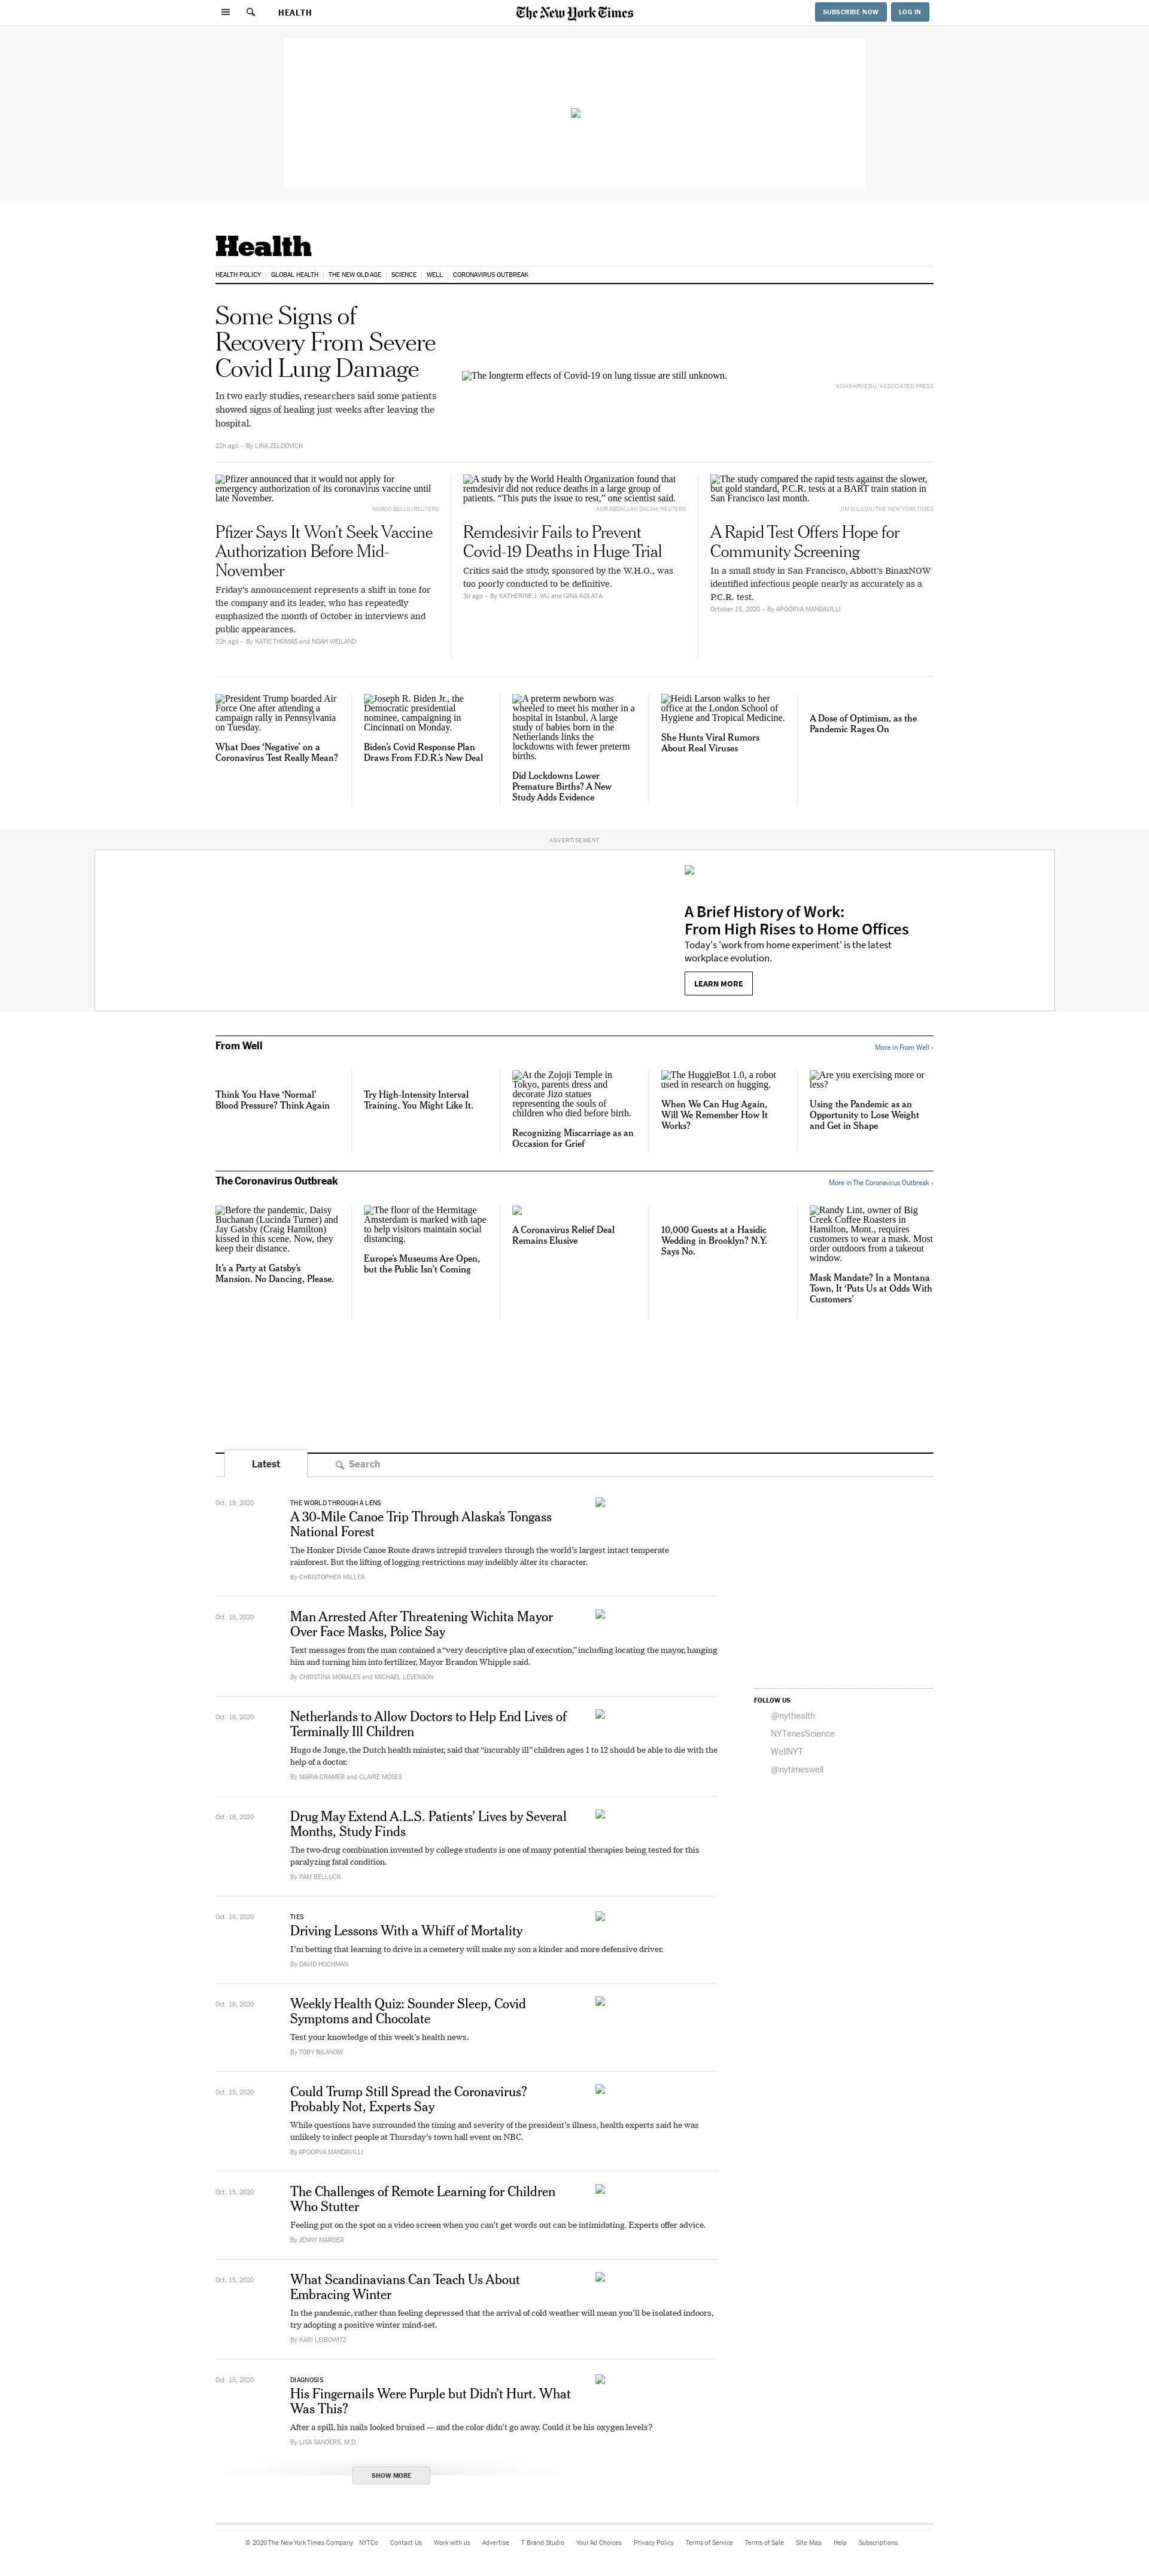 HEALTH
The New York Times
SUBSCRIBE NOW
LOG IN
Health
HEALTH POLICY | GLOBAL HEALTH | THE NEW OLD AGE | SCIENCE | WELL | CORONAVIRUS OUTBREAK
Some Signs of
Recovery From Severe
Covid Lung Damage
In two early studies, researchers said some patients
showed signs of healing just weeks after leaving the
hospital.
22h ago • By LINA ZELDOVICH
The longterm effects of Covid-19 on lung tissue are still unknown.
VISAR KRYEZIU/ASSOCIATED PRESS
Pfizer announced that it would not apply for
emergency authorization of its coronavirus vaccine until
late November.
MARCO BELLO/REUTERS
Pfizer Says It Won’t Seek Vaccine
Authorization Before Mid-
November
Friday’s announcement represents a shift in tone for
the company and its leader, who has repeatedly
emphasized the month of October in interviews and
public appearances.
22h ago • By KATIE THOMAS and NOAH WEILAND
A study by the World Health Organization found that
remdesivir did not reduce deaths in a large group of
patients. “This puts the issue to rest,” one scientist said.
AMR ABDALLAH DALSH/REUTERS
Remdesivir Fails to Prevent
Covid-19 Deaths in Huge Trial
Critics said the study, sponsored by the W.H.O., was
too poorly conducted to be definitive.
3d ago • By KATHERINE J. WU and GINA KOLATA
The study compared the rapid tests against the slower,
but gold standard, P.C.R. tests at a BART train station in
San Francisco last month.
JIM WILSON/THE NEW YORK TIMES
A Rapid Test Offers Hope for
Community Screening
In a small study in San Francisco, Abbott’s BinaxNOW
identified infectious people nearly as accurately as a
P.C.R. test.
October 15, 2020 • By APOORVA MANDAVILLI
President Trump boarded Air
Force One after attending a
campaign rally in Pennsylvania
on Tuesday.
What Does ‘Negative’ on a
Coronavirus Test Really Mean?
Joseph R. Biden Jr., the
Democratic presidential
nominee, campaigning in
Cincinnati on Monday.
Biden’s Covid Response Plan
Draws From F.D.R.’s New Deal
A preterm newborn was
wheeled to meet his mother in a
hospital in Istanbul. A large
study of babies born in the
Netherlands links the
lockdowns with fewer preterm
births.
Did Lockdowns Lower
Premature Births? A New
Study Adds Evidence
Heidi Larson walks to her
office at the London School of
Hygiene and Tropical Medicine.
She Hunts Viral Rumors
About Real Viruses
A Dose of Optimism, as the
Pandemic Rages On
ADVERTISEMENT
A Brief History of Work:
From High Rises to Home Offices
Today's 'work from home experiment' is the latest
workplace evolution.
LEARN MORE
From Well
More in From Well ›
Think You Have ‘Normal’
Blood Pressure? Think Again
Try High-Intensity Interval
Training. You Might Like It.
At the Zojoji Temple in
Tokyo, parents dress and
decorate Jizo statues
representing the souls of
children who died before birth.
Recognizing Miscarriage as an
Occasion for Grief
The HuggieBot 1.0, a robot
used in research on hugging.
When We Can Hug Again,
Will We Remember How It
Works?
Are you exercising more or
less?
Using the Pandemic as an
Opportunity to Lose Weight
and Get in Shape
The Coronavirus Outbreak
More in The Coronavirus Outbreak ›
Before the pandemic, Daisy
Buchanan (Lucinda Turner) and
Jay Gatsby (Craig Hamilton)
kissed in this scene. Now, they
keep their distance.
It’s a Party at Gatsby’s
Mansion. No Dancing, Please.
The floor of the Hermitage
Amsterdam is marked with tape
to help visitors maintain social
distancing.
Europe’s Museums Are Open,
but the Public Isn’t Coming
A Coronavirus Relief Deal
Remains Elusive
10,000 Guests at a Hasidic
Wedding in Brooklyn? N.Y.
Says No.
Randy Lint, owner of Big
Creek Coffee Roasters in
Hamilton, Mont., requires
customers to wear a mask. Most
order outdoors from a takeout
window.
Mask Mandate? In a Montana
Town, It ‘Puts Us at Odds With
Customers’
Latest
Search
Oct. 19, 2020
THE WORLD THROUGH A LENS
A 30-Mile Canoe Trip Through Alaska’s Tongass
National Forest
The Honker Divide Canoe Route draws intrepid travelers through the world’s largest intact temperate
rainforest. But the lifting of logging restrictions may indelibly alter its character.
By CHRISTOPHER MILLER
Oct. 18, 2020
Man Arrested After Threatening Wichita Mayor
Over Face Masks, Police Say
Text messages from the man contained a “very descriptive plan of execution,” including locating the mayor, hanging
him and turning him into fertilizer, Mayor Brandon Whipple said.
By CHRISTINA MORALES and MICHAEL LEVENSON
Oct. 16, 2020
Netherlands to Allow Doctors to Help End Lives of
Terminally Ill Children
Hugo de Jonge, the Dutch health minister, said that “incurably ill” children ages 1 to 12 should be able to die with the
help of a doctor.
By MARIA CRAMER and CLAIRE MOSES
Oct. 16, 2020
Drug May Extend A.L.S. Patients’ Lives by Several
Months, Study Finds
The two-drug combination invented by college students is one of many potential therapies being tested for this
paralyzing fatal condition.
By PAM BELLUCK
Oct. 16, 2020
TIES
Driving Lessons With a Whiff of Mortality
I’m betting that learning to drive in a cemetery will make my son a kinder and more defensive driver.
By DAVID HOCHMAN
Oct. 16, 2020
Weekly Health Quiz: Sounder Sleep, Covid
Symptoms and Chocolate
Test your knowledge of this week’s health news.
By TOBY BILANOW
Oct. 15, 2020
Could Trump Still Spread the Coronavirus?
Probably Not, Experts Say
While questions have surrounded the timing and severity of the president’s illness, health experts said he was
unlikely to infect people at Thursday’s town hall event on NBC.
By APOORVA MANDAVILLI
Oct. 15, 2020
The Challenges of Remote Learning for Children
Who Stutter
Feeling put on the spot on a video screen when you can’t get words out can be intimidating. Experts offer advice.
By JENNY MARDER
Oct. 15, 2020
What Scandinavians Can Teach Us About
Embracing Winter
In the pandemic, rather than feeling depressed that the arrival of cold weather will mean you’ll be isolated indoors,
try adopting a positive winter mind-set.
By KARI LEIBOWITZ
Oct. 15, 2020
DIAGNOSIS
His Fingernails Were Purple but Didn’t Hurt. What
Was This?
After a spill, his nails looked bruised — and the color didn’t go away. Could it be his oxygen levels?
By LISA SANDERS, M.D.
SHOW MORE
FOLLOW US
@nythealth
NYTimesScience
WellNYT
@nytimeswell
© 2020 The New York Times Company NYTCo Contact Us Work with us Advertise T Brand Studio Your Ad Choices Privacy Policy Terms of Service Terms of Sale Site Map Help Subscriptions